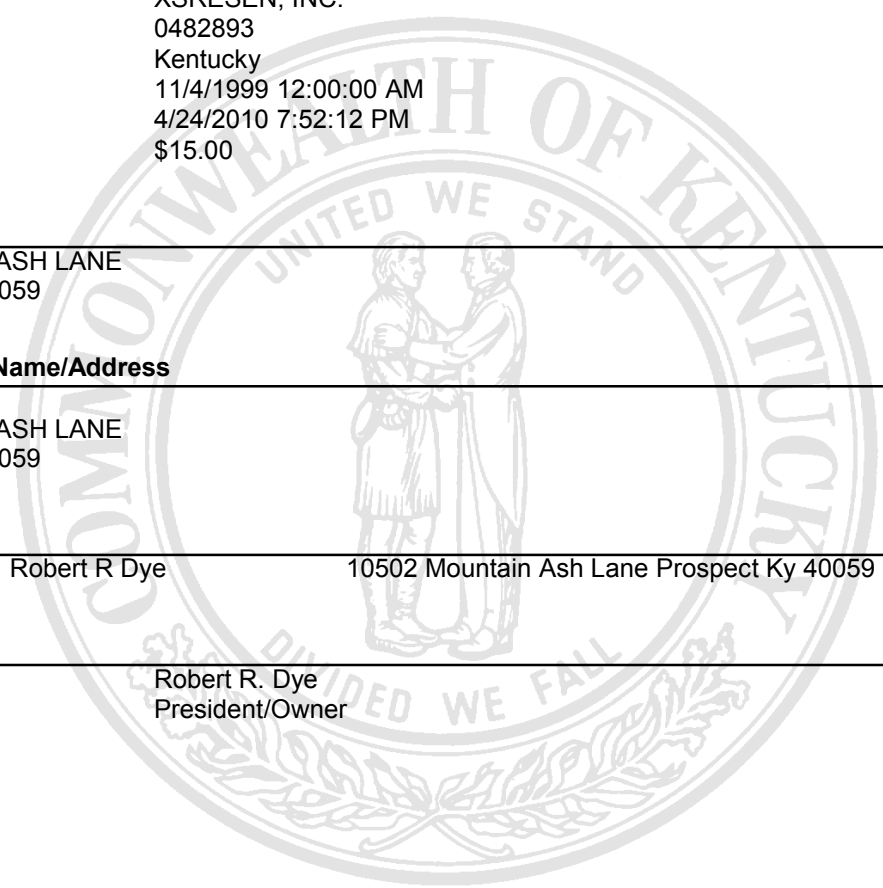 INC.
0482893
Kentucky
11/4/1999 12:00:00 AM
4/24/2010 7:52:12 PM
$15.00
ASH LANE
059
Name/Address
ASH LANE
059
Robert R Dye 10502 Mountain Ash Lane Prospect Ky 40059
Robert R. Dye
President/Owner
COMMONWEALTH OF KENTUCKY
UNITED WE STAND
DIVIDED WE FALL